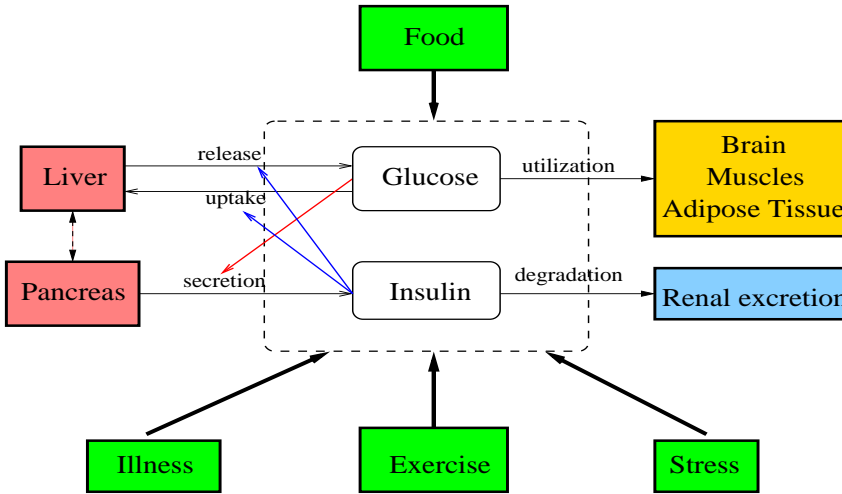 Food
release
Liver
Glucose
utilization
uptake
Brain
Muscles
Adipose Tissue
Pancreas
secretion
Insulin
degradation
Renal excretion
Illness
Exercise
Stress